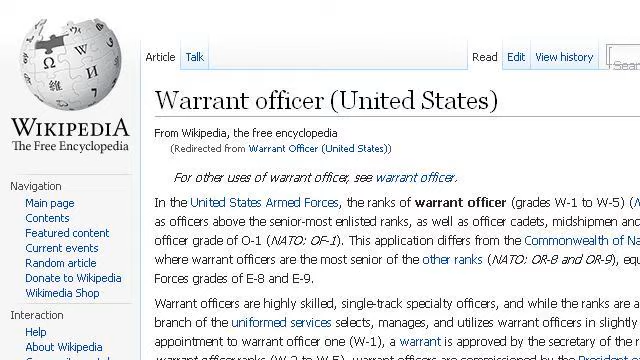 WIKIPEDIA
The Free Encyclopedia
Article Talk Read Edit View history
Warrant officer (United States)
From Wikipedia, the free encyclopedia
(Redirected from Warrant Officer (United States))
For other uses of warrant officer, see warrant officer.
In the United States Armed Forces, the ranks of warrant officer (grades W-1 to W-5) (
as officers above the senior-most enlisted ranks, as well as officer cadets, midshipmen and
officer grade of O-1 (NATO: OF-1). This application differs from the Commonwealth of Na
where warrant officers are the most senior of the other ranks (NATO: OR-8 and OR-9), equ
Forces grades of E-8 and E-9.
Warrant officers are highly skilled, single-track specialty officers, and while the ranks are a
branch of the uniformed services selects, manages, and utilizes warrant officers in slightly
appointment to warrant officer one (W-1), a warrant is approved by the secretary of the
Navigation
Main page
Contents
Featured content
Current events
Random article
Donate to Wikipedia
Wikimedia Shop
Interaction
Help
About Wikipedia